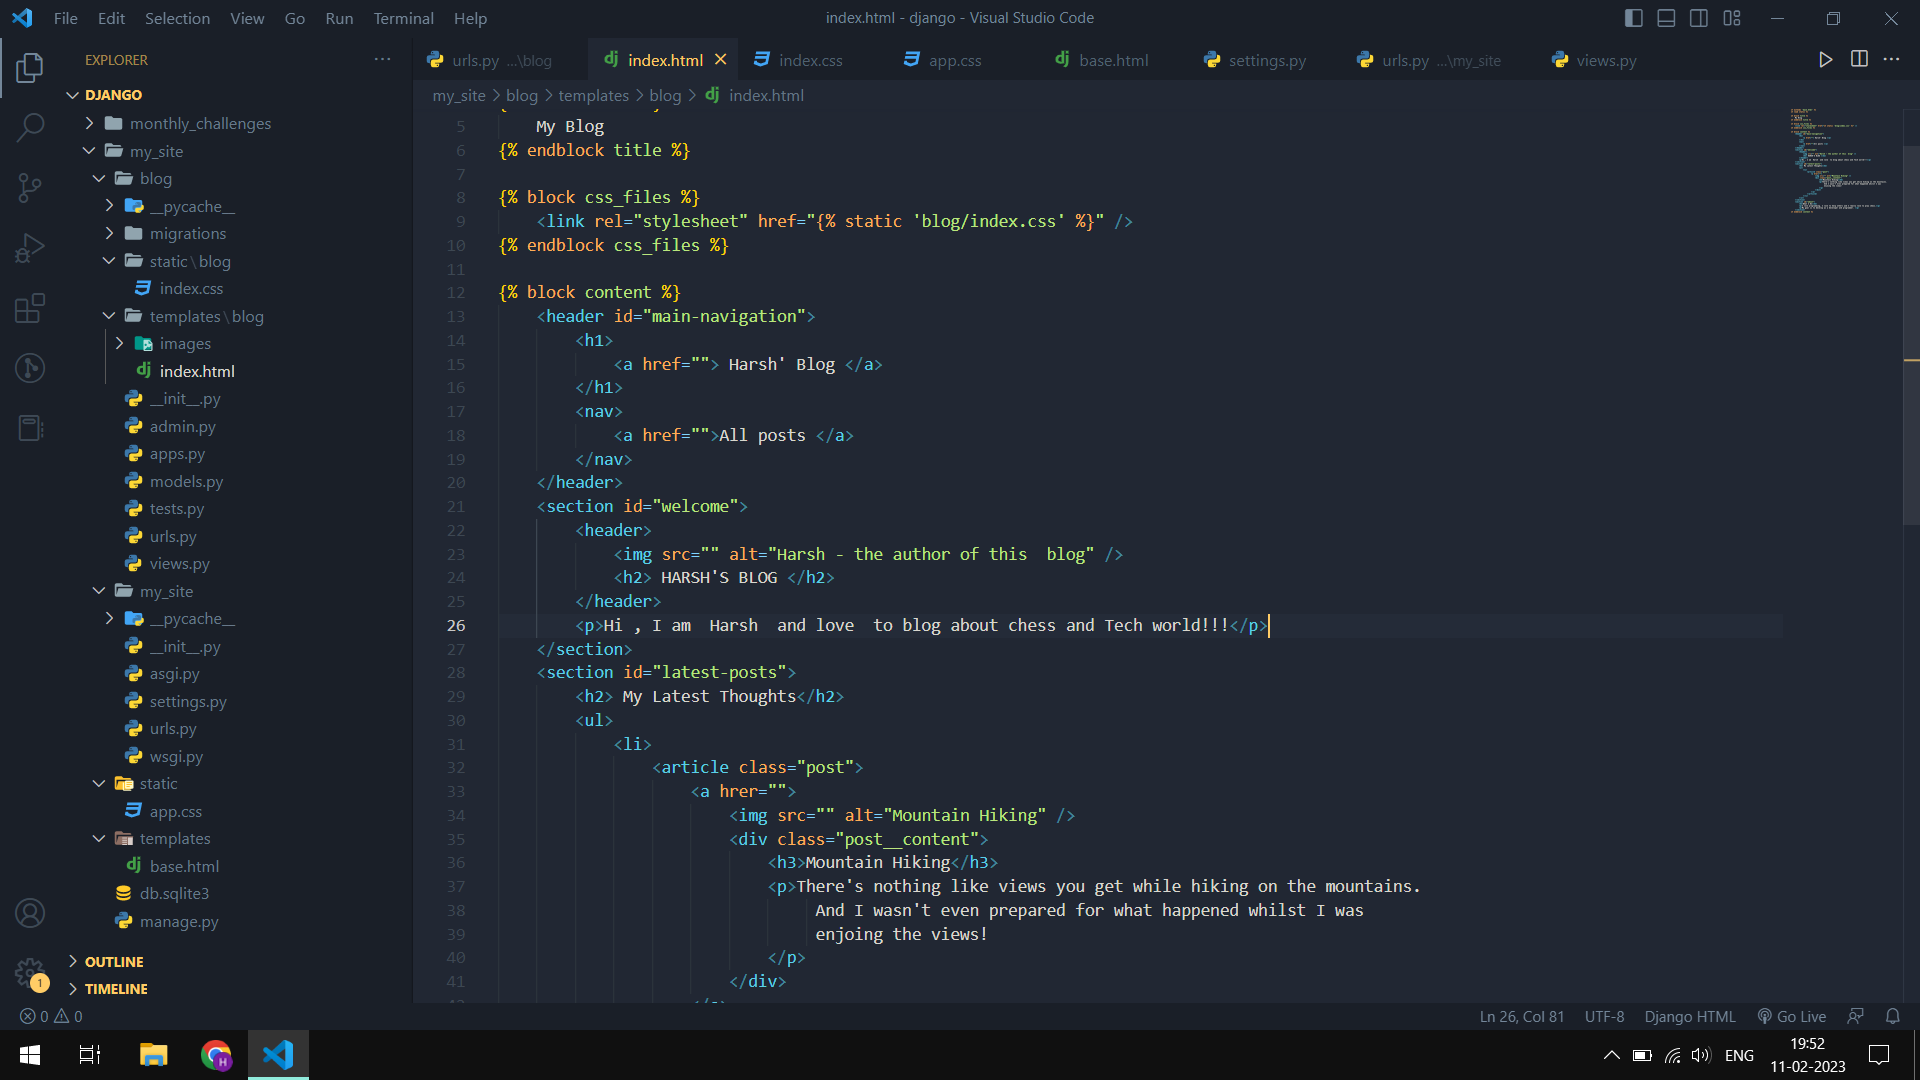 File Edit Selection View Go Run Terminal Help
index.html - django - Visual Studio Code
EXPLORER
DJANGO
monthly_challenges
my_site
blog
__pycache__
migrations
static\blog
index.css
templates\blog
images
index.html
__init__.py
admin.py
apps.py
models.py
tests.py
urls.py
views.py
my_site
__pycache__
__init__.py
asgi.py
settings.py
urls.py
wsgi.py
static
app.css
templates
base.html
db.sqlite3
manage.py
OUTLINE
TIMELINE
1
urls.py ...\blog index.html index.css app.css base.html settings.py urls.py ...\my_site views.py
my_site > blog > templates > blog > index.html
5 My Blog
6 {% endblock title %}
7
8 {% block css_files %}
9 <link rel="stylesheet" href="{% static 'blog/index.css' %}" />
10 {% endblock css_files %}
11
12 {% block content %}
13 <header id="main-navigation">
14 <h1>
15 <a href=""> Harsh' Blog </a>
16 </h1>
17 <nav>
18 <a href="">All posts </a>
19 </nav>
20 </header>
21 <section id="welcome">
22 <header>
23 <img src="" alt="Harsh - the author of this  blog" />
24 <h2> HARSH'S BLOG </h2>
25 </header>
26 <p>Hi , I am  Harsh  and love  to blog about chess and Tech world!!!</p>
27 </section>
28 <section id="latest-posts">
29 <h2> My Latest Thoughts</h2>
30 <ul>
31 <li>
32 <article class="post">
33 <a hrer="">
34 <img src="" alt="Mountain Hiking" />
35 <div class="post__content">
36 <h3>Mountain Hiking</h3>
37 <p>There's nothing like views you get while hiking on the mountains.
38 And I wasn't even prepared for what happened whilst I was
39 enjoing the views!
40 </p>
41 </div>
0 0
Ln 26, Col 81 UTF-8 Django HTML Go Live
H
ENG
19:52
11-02-2023